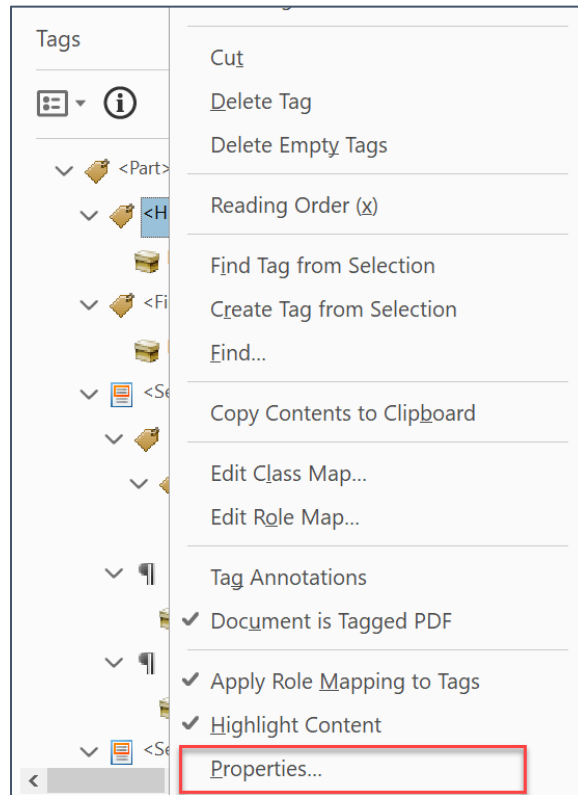 Tags
<Part>
<H
<Fi
<Se
<Se
Cut
Delete Tag
Delete Empty Tags
Reading Order (x)
Find Tag from Selection
Create Tag from Selection
Find...
Copy Contents to Clipboard
Edit Class Map...
Edit Role Map...
Tag Annotations
Document is Tagged PDF
Apply Role Mapping to Tags
Highlight Content
Properties...